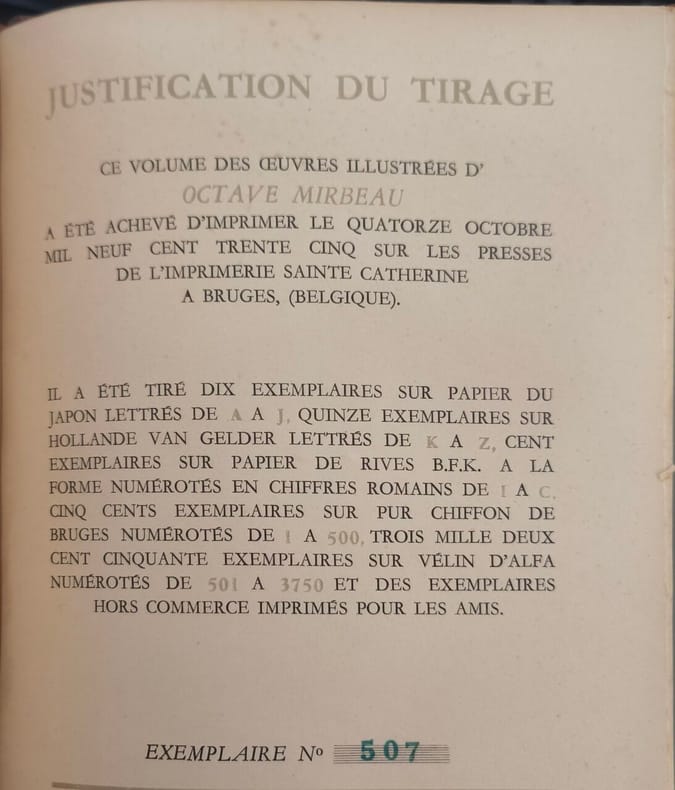 JUSTIFICATION DU TIRAGE
CE VOLUME DES ŒUVRES ILLUSTRÉES D'
OCTAVE MIRBEAU
A ÉTÉ ACHEVÉ D'IMPRIMER LE QUATORZE OCTOBRE
MIL NEUF CENT TRENTE CINQ SUR LES PRESSES
DE L'IMPRIMERIE SAINTE CATHERINE
A BRUGES, (BELGIQUE).
IL A ÉTÉ TIRÉ DIX EXEMPLAIRES SUR PAPIER DU
JAPON LETTRÉS DE A A J, QUINZE EXEMPLAIRES SUR
HOLLANDE VAN GELDER LETTRÉS DE K A Z, CENT
EXEMPLAIRES SUR PAPIER DE RIVES B.F.K. A LA
FORME NUMÉROTÉS EN CHIFFRES ROMAINS DE I A C,
CINQ CENTS EXEMPLAIRES SUR PUR CHIFFON DE
BRUGES NUMÉROTÉS DE 1 A 500, TROIS MILLE DEUX
CENT CINQUANTE EXEMPLAIRES SUR VÉLIN D'ALFA
NUMÉROTÉS DE 501 A 3750 ET DES EXEMPLAIRES
HORS COMMERCE IMPRIMÉS POUR LES AMIS.
EXEMPLAIRE Nº 507